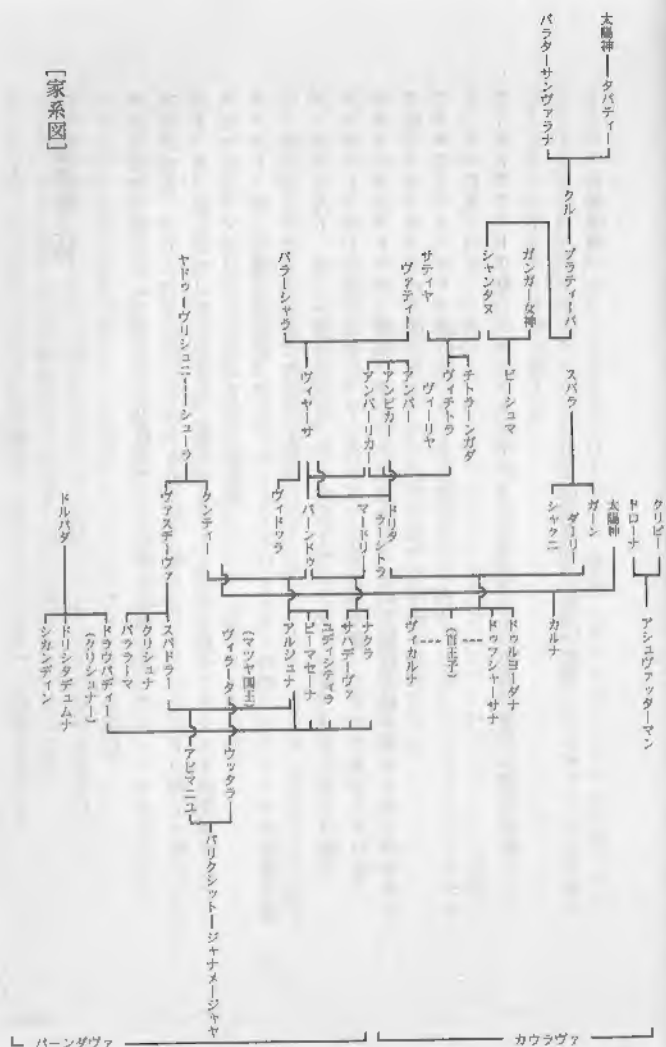 [家系図]
太陽神
タパティー
バラターサンヴァラナ
クル
プラティーパ
シャンタヌ
ガンガー女神
ビーシュマ
サティヤ
ヴァティー
パラーシャラ
チトラーンガダ
ヴィチトラ
ヴィーリヤ
アンバー
アンビカー
アンバーリカー
ヴィヤーサ
ヤドゥーヴリシュニーーシューラ
スバラ
ガーン
ダーリー
シャクニ
太陽神
クリピー
ドローナ
アシュヴァッターマン
ドリタ
ラーシトラ
マードリー
パーンドゥ
ヴィドゥラ
クンティー
ヴァスデーヴァ
ドルパダ
カルナ
ドゥルヨーダナ
ドゥフシャーサナ
(百王子)
ヴィカルナ
ナクラ
サハデーヴァ
ユディシティラ
ビーマセーナ
アルジュナ
(マツヤ国王)
ヴィラータ
スバドラー
クリシュナ
バララーマ
ドラウパディー
(クリシュナー)
ドリシタデュムナ
シカンディン
ウッタラ
アビマニユ
パリクシットージャナメージャヤ
カウラヴァ
パーンダヴァ